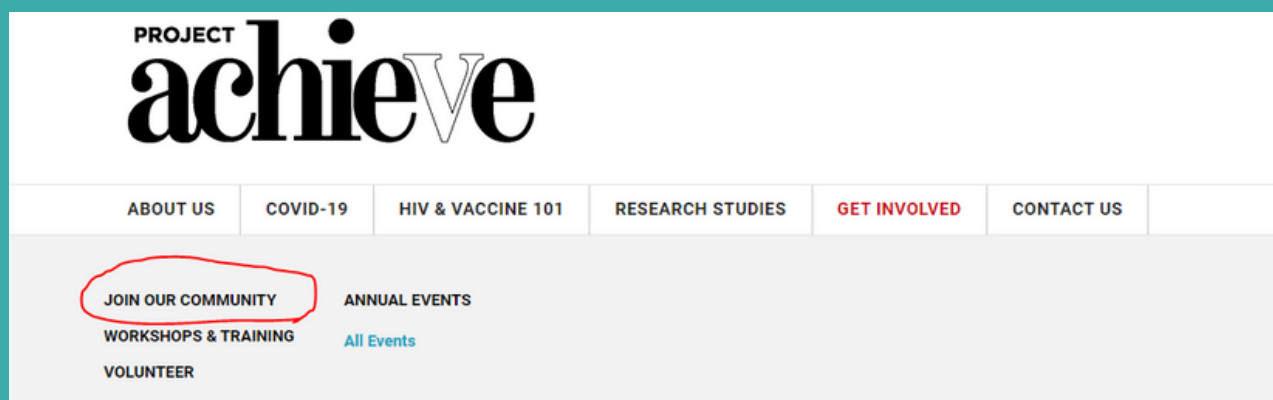 PROJECT
achieve
ABOUT US COVID-19 HIV & VACCINE 101 RESEARCH STUDIES GET INVOLVED CONTACT US
JOIN OUR COMMUNITY ANNUAL EVENTS
WORKSHOPS & TRAINING All Events
VOLUNTEER